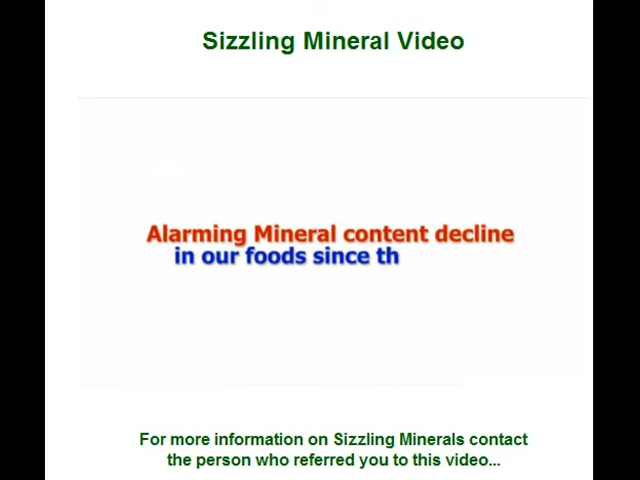 Sizzling Mineral Video
Alarming Mineral content decline
in our foods since th
For more information on Sizzling Minerals contact
the person who referred you to this video...